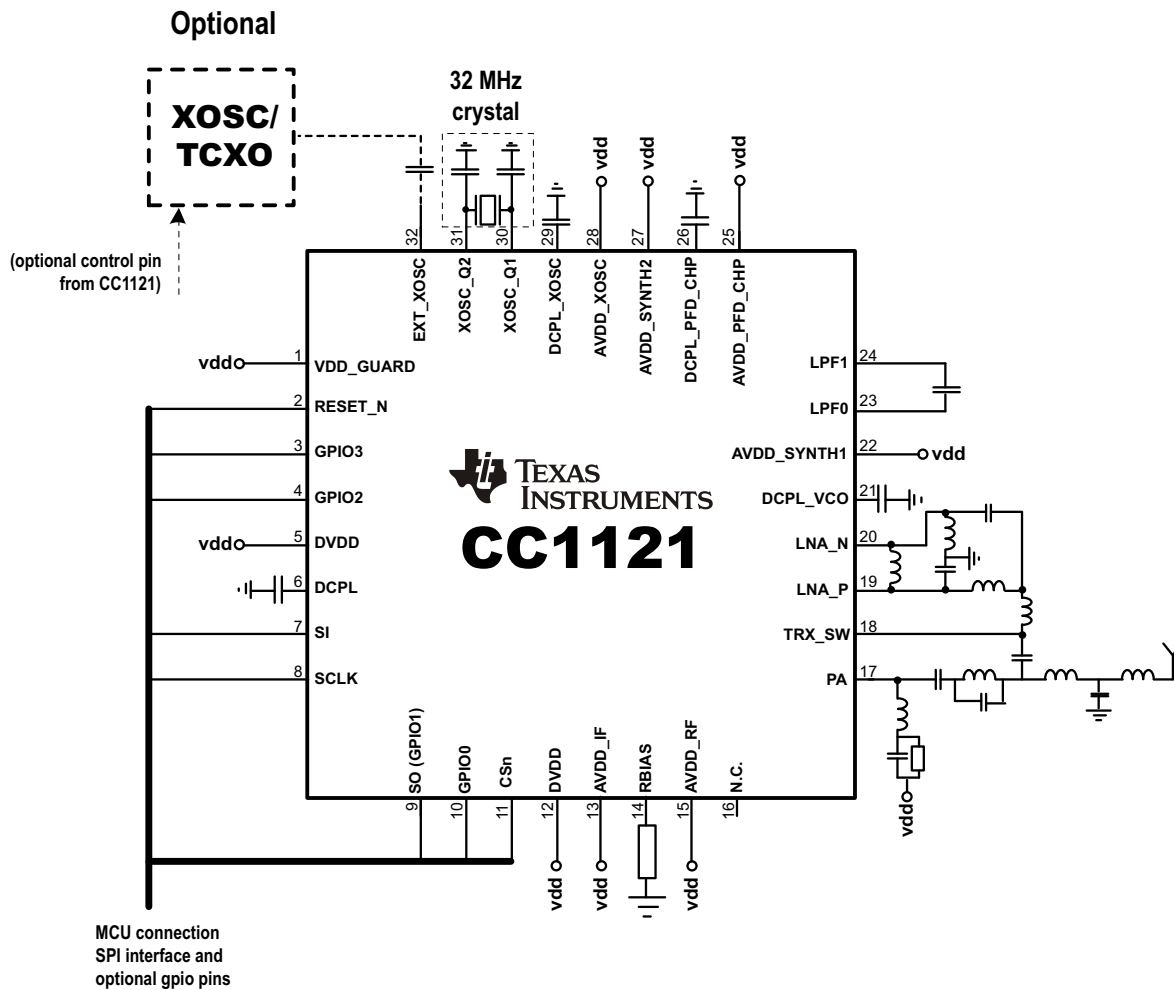 Optional
XOSC/
TCXO
32 MHz
crystal
(optional control pin
from CC1121)
vdd
vdd
vdd
32
31
30
29
28
27
26
25
EXT_XOSC
XOSC_Q2
XOSC_Q1
DCPL_XOSC
AVDD_XOSC
AVDD_SYNTH2
DCPL_PFD_CHP
AVDD_PFD_CHP
vdd
1
VDD_GUARD
2
RESET_N
3
GPIO3
4
GPIO2
vdd
5
DVDD
6
DCPL
7
SI
8
SCLK
TEXAS
INSTRUMENTS
CC1121
LPF1
24
LPF0
23
AVDD_SYNTH1
22
vdd
DCPL_VCO
21
LNA_N
20
LNA_P
19
TRX_SW
18
PA
17
vdd
SO (GPIO1)
GPIO0
CSn
DVDD
AVDD_IF
RBIAS
AVDD_RF
N.C.
9
10
11
12
13
14
15
16
vdd
vdd
vdd
MCU connection
SPI interface and
optional gpio pins